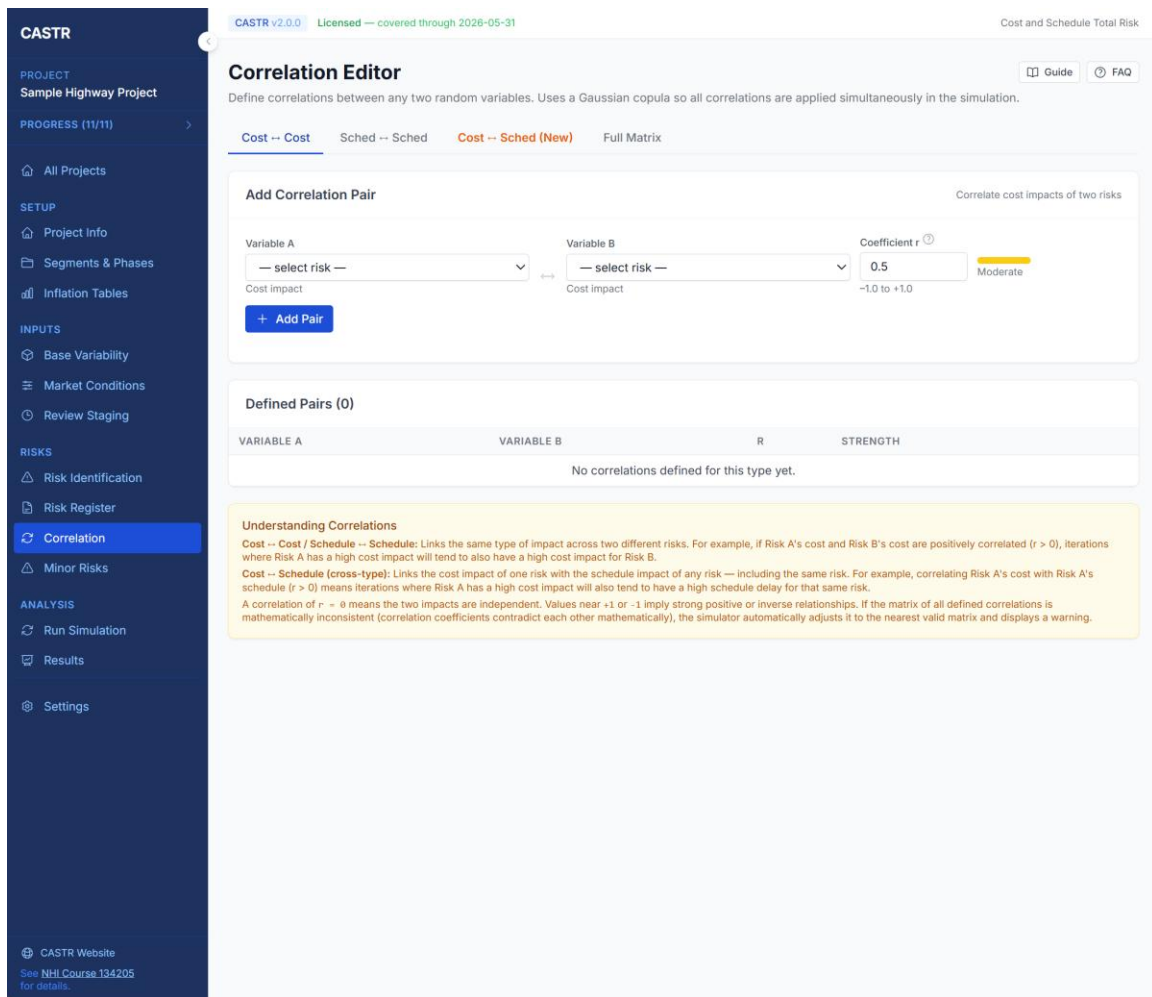 CASTR
PROJECT
Sample Highway Project
PROGRESS (11/11)
All Projects
SETUP
Project Info
Segments & Phases
Inflation Tables
INPUTS
Base Variability
Market Conditions
Review Staging
RISKS
Risk Identification
Risk Register
Correlation
Minor Risks
ANALYSIS
Run Simulation
Results
Settings
CASTR Website
See NHI Course 134205
for details.
CASTR v2.0.0 Licensed — covered through 2026-05-31
Cost and Schedule Total Risk
Correlation Editor
Guide
FAQ
Define correlations between any two random variables. Uses a Gaussian copula so all correlations are applied simultaneously in the simulation.
Cost ↔ Cost
Sched ↔ Sched
Cost ↔ Sched (New)
Full Matrix
Add Correlation Pair
Correlate cost impacts of two risks
Variable A
— select risk —
Cost impact
↔
Variable B
— select risk —
Cost impact
Coefficient r ?
0.5
−1.0 to +1.0
Moderate
+ Add Pair
Defined Pairs (0)
VARIABLE A VARIABLE B R STRENGTH
No correlations defined for this type yet.
Understanding Correlations
Cost ↔ Cost / Schedule ↔ Schedule: Links the same type of impact across two different risks. For example, if Risk A's cost and Risk B's cost are positively correlated (r > 0), iterations
where Risk A has a high cost impact will tend to also have a high cost impact for Risk B.
Cost ↔ Schedule (cross-type): Links the cost impact of one risk with the schedule impact of any risk — including the same risk. For example, correlating Risk A's cost with Risk A's
schedule (r > 0) means iterations where Risk A has a high cost impact will also tend to have a high schedule delay for that same risk.
A correlation of r = 0 means the two impacts are independent. Values near +1 or -1 imply strong positive or inverse relationships. If the matrix of all defined correlations is
mathematically inconsistent (correlation coefficients contradict each other mathematically), the simulator automatically adjusts it to the nearest valid matrix and displays a warning.